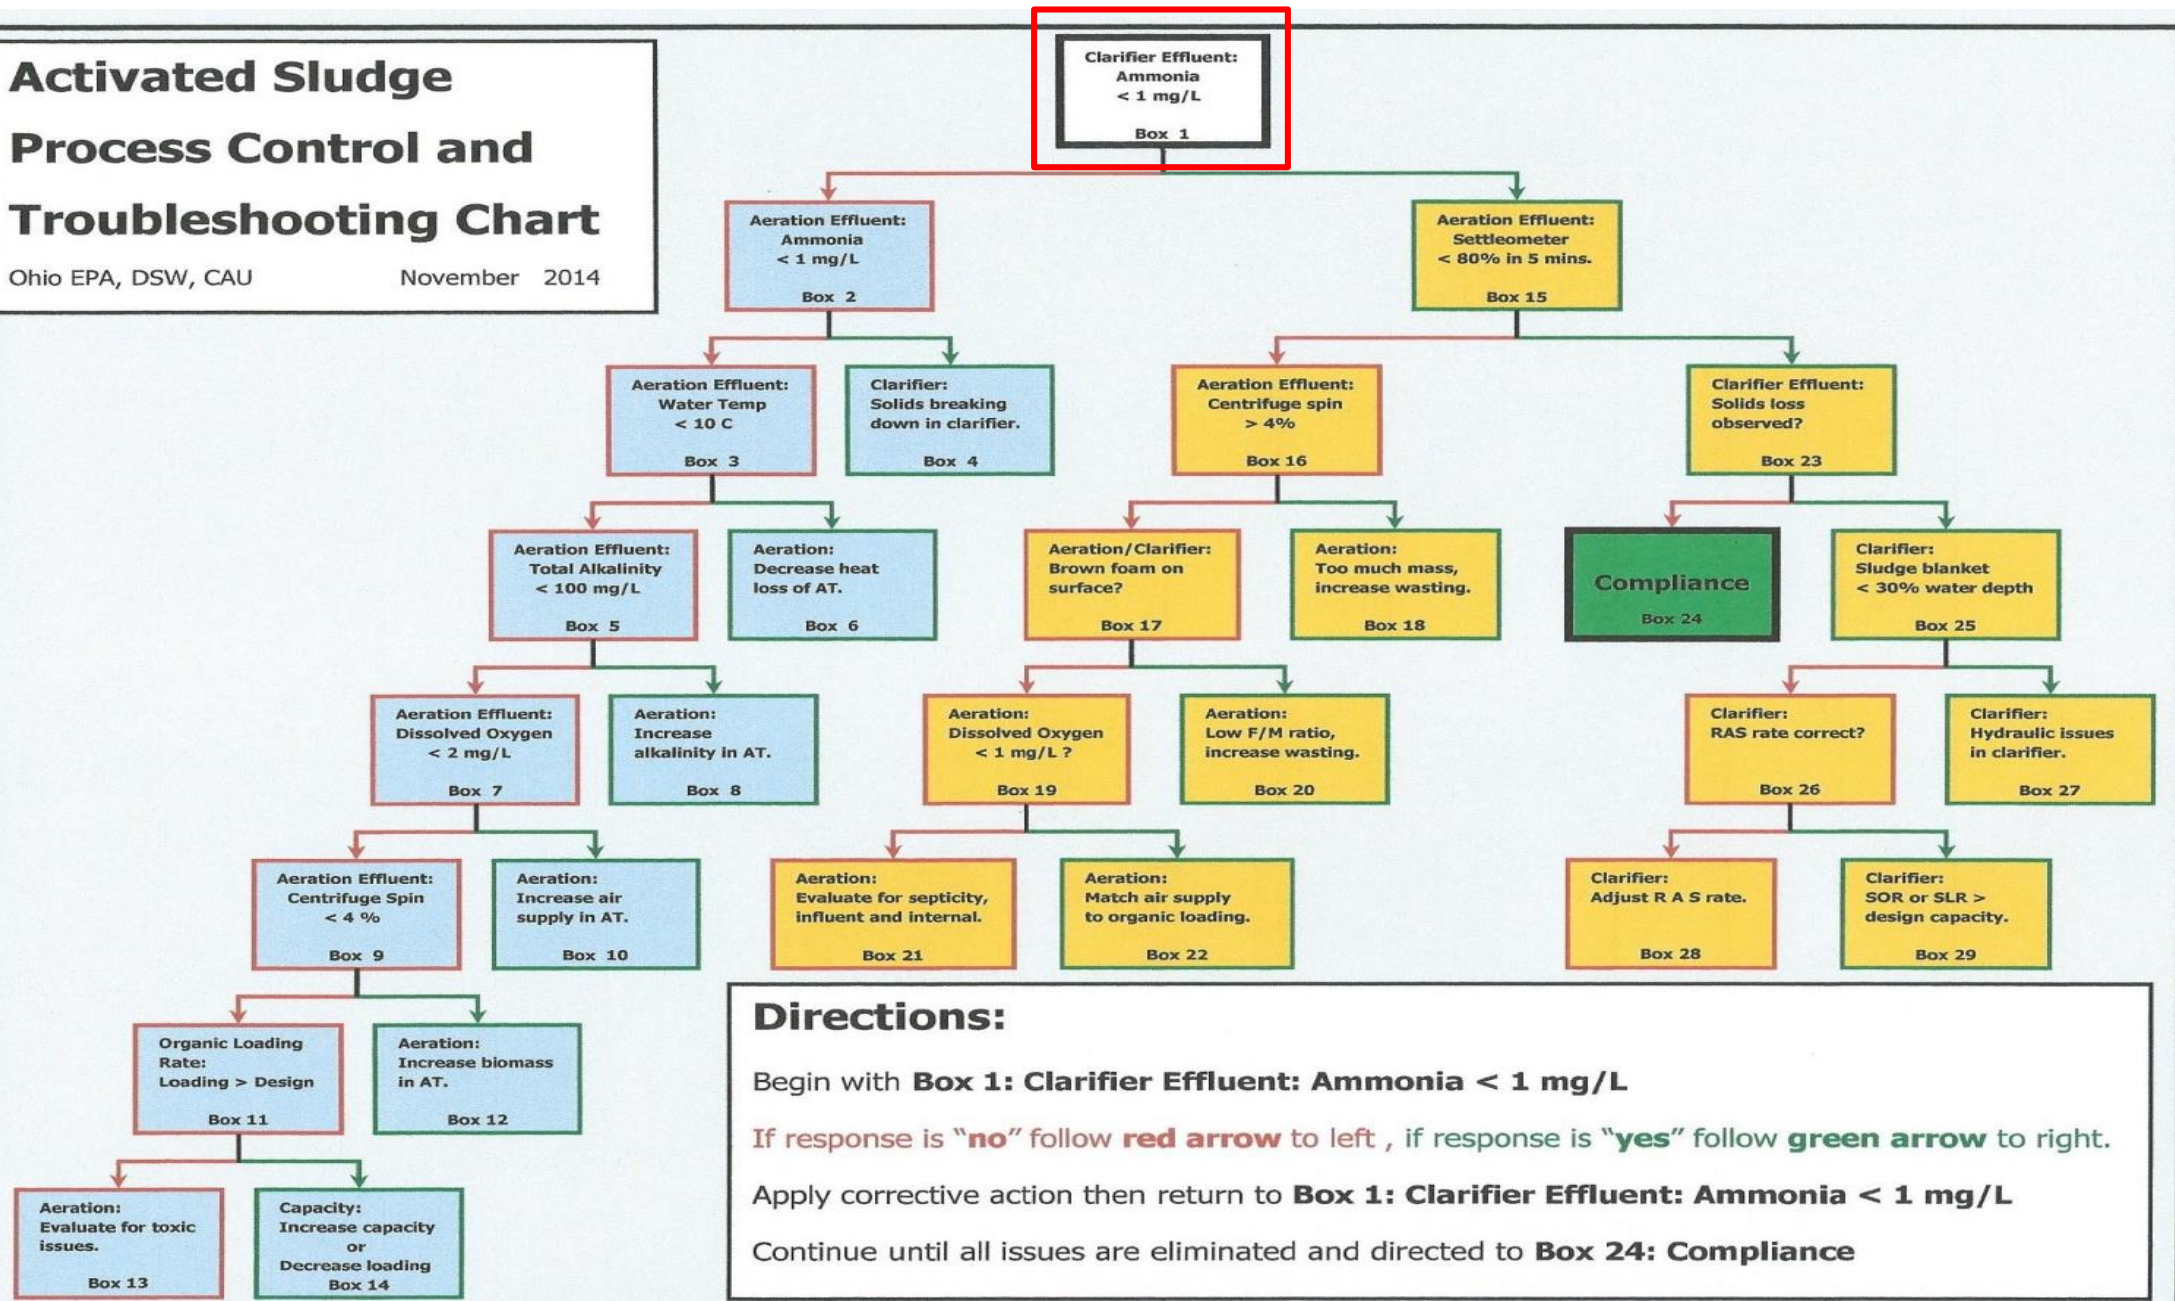 Activated Sludge
Process Control and
Troubleshooting Chart
Ohio EPA, DSW, CAU November 2014
Clarifier Effluent:
Ammonia
< 1 mg/L
Box 1
Aeration Effluent:
Ammonia
< 1 mg/L
Box 2
Aeration Effluent:
Settleometer
< 80% in 5 mins.
Box 15
Aeration Effluent:
Water Temp
< 10 C
Box 3
Clarifier:
Solids breaking
down in clarifier.
Box 4
Aeration Effluent:
Centrifuge spin
> 4%
Box 16
Clarifier Effluent:
Solids loss
observed?
Box 23
Aeration Effluent:
Total Alkalinity
< 100 mg/L
Box 5
Aeration:
Decrease heat
loss of AT.
Box 6
Aeration/Clarifier:
Brown foam on
surface?
Box 17
Aeration:
Too much mass,
increase wasting.
Box 18
Compliance
Box 24
Clarifier:
Sludge blanket
< 30% water depth
Box 25
Aeration Effluent:
Dissolved Oxygen
< 2 mg/L
Box 7
Aeration:
Increase
alkalinity in AT.
Box 8
Aeration:
Dissolved Oxygen
< 1 mg/L ?
Box 19
Aeration:
Low F/M ratio,
increase wasting.
Box 20
Clarifier:
RAS rate correct?
Box 26
Clarifier:
Hydraulic issues
in clarifier.
Box 27
Aeration Effluent:
Centrifuge Spin
< 4 %
Box 9
Aeration:
Increase air
supply in AT.
Box 10
Aeration:
Evaluate for septicity,
influent and internal.
Box 21
Aeration:
Match air supply
to organic loading.
Box 22
Clarifier:
Adjust R A S rate.
Box 28
Clarifier:
SOR or SLR >
design capacity.
Box 29
Organic Loading
Rate:
Loading > Design
Box 11
Aeration:
Increase biomass
in AT.
Box 12
Aeration:
Evaluate for toxic
issues.
Box 13
Capacity:
Increase capacity
or
Decrease loading
Box 14
Directions:
Begin with Box 1: Clarifier Effluent: Ammonia < 1 mg/L
If response is "no" follow red arrow to left , if response is "yes" follow green arrow to right.
Apply corrective action then return to Box 1: Clarifier Effluent: Ammonia < 1 mg/L
Continue until all issues are eliminated and directed to Box 24: Compliance